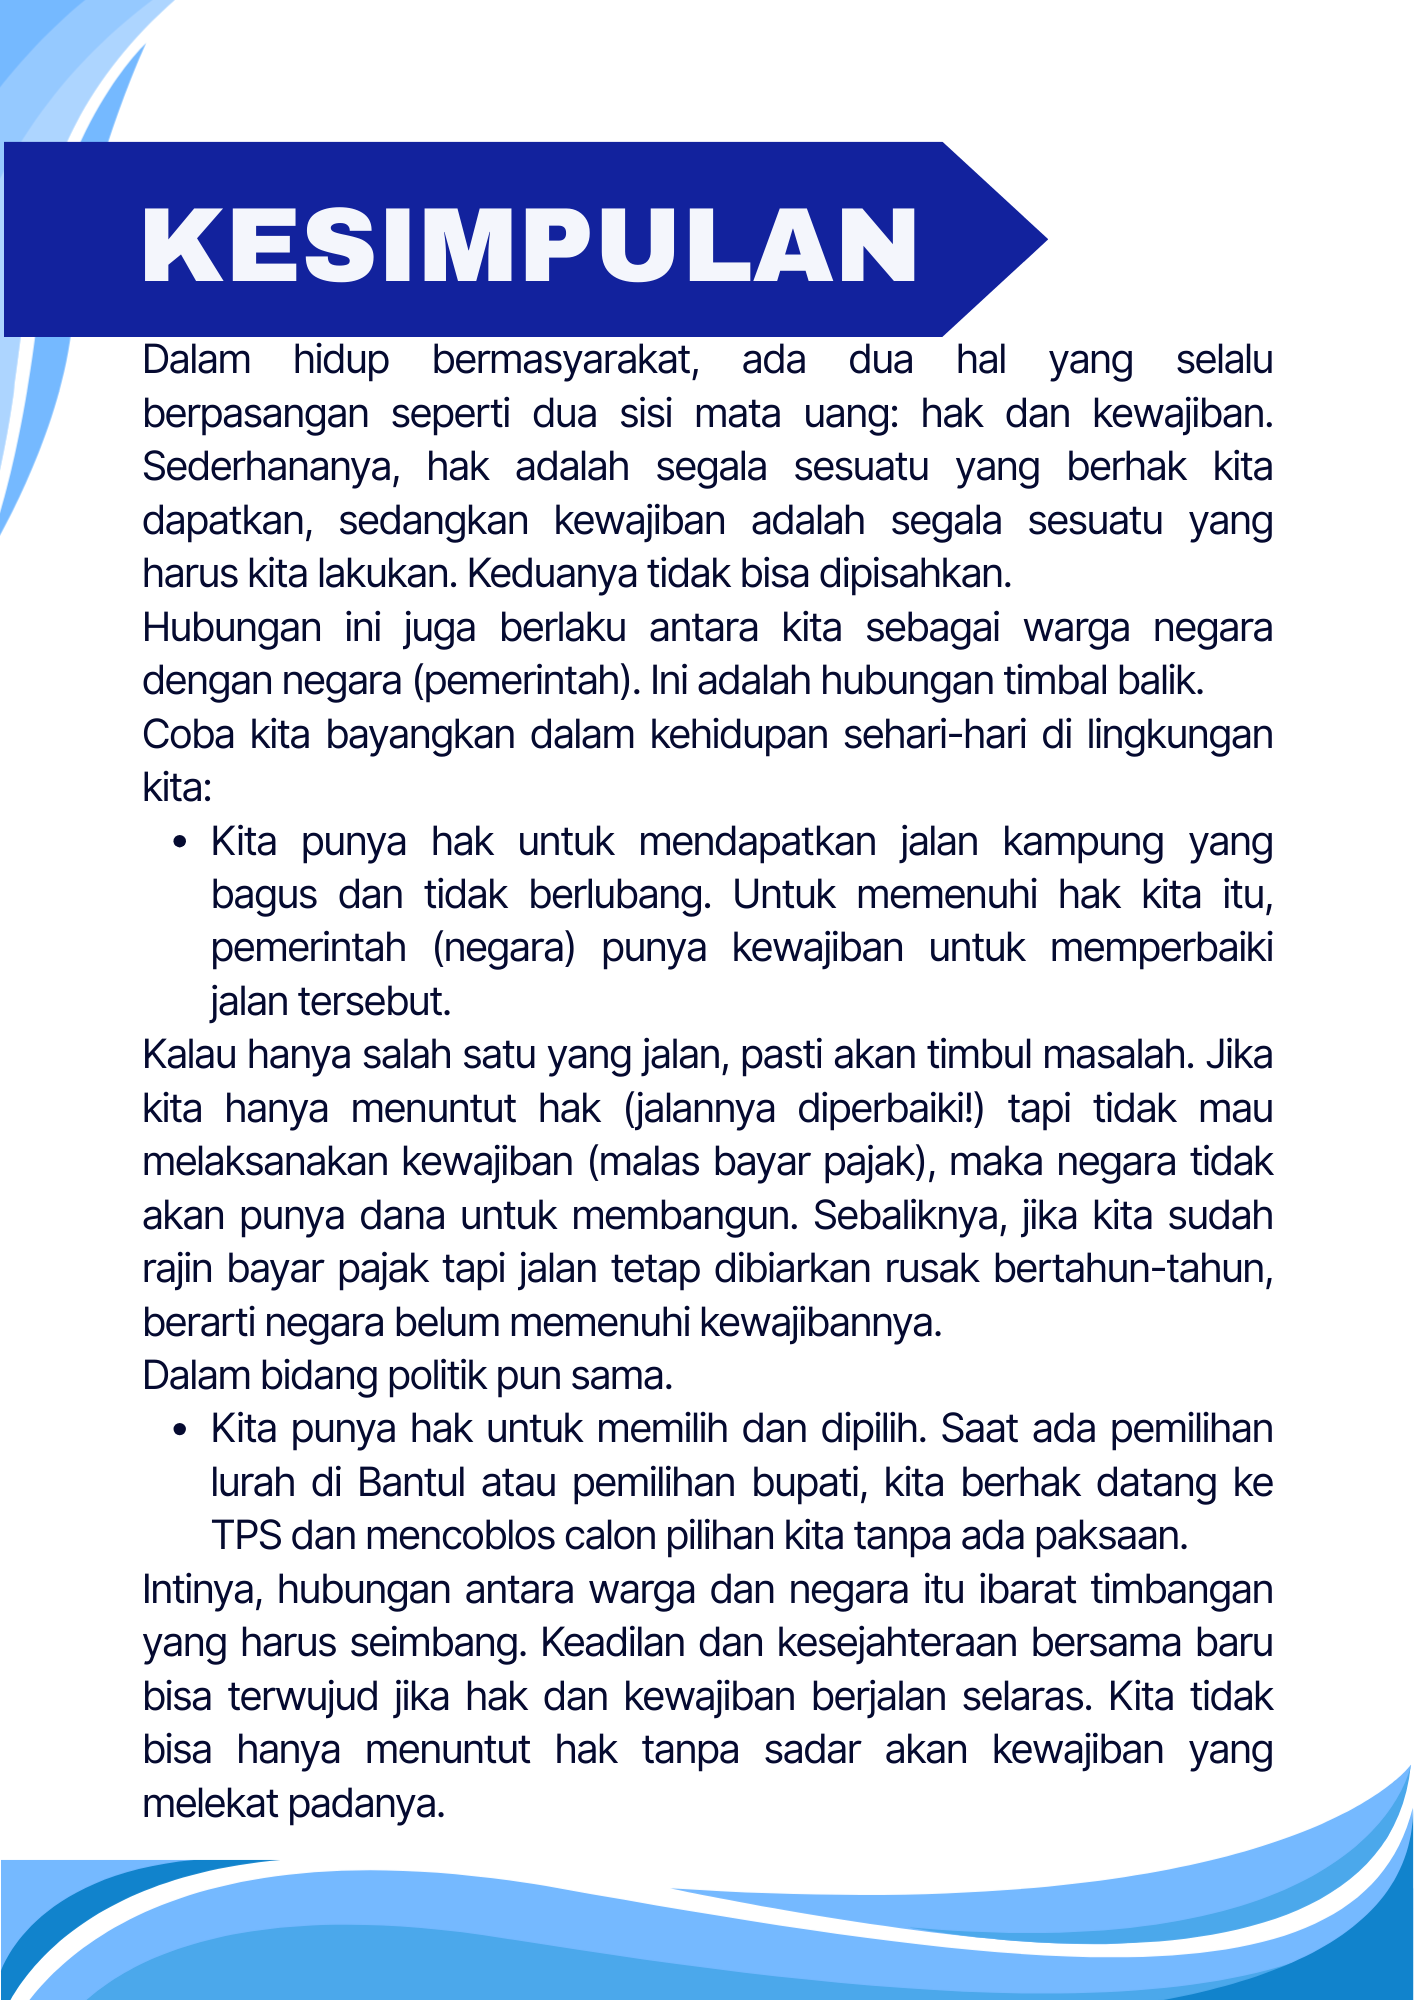 KESIMPULAN
Dalam hidup bermasyarakat, ada dua hal yang selalu
berpasangan seperti dua sisi mata uang: hak dan kewajiban.
Sederhananya, hak adalah segala sesuatu yang berhak kita
dapatkan, sedangkan kewajiban adalah segala sesuatu yang
harus kita lakukan. Keduanya tidak bisa dipisahkan.
Hubungan ini juga berlaku antara kita sebagai warga negara
dengan negara (pemerintah). Ini adalah hubungan timbal balik.
Coba kita bayangkan dalam kehidupan sehari-hari di lingkungan
kita:
• Kita punya hak untuk mendapatkan jalan kampung yang
bagus dan tidak berlubang. Untuk memenuhi hak kita itu,
pemerintah (negara) punya kewajiban untuk memperbaiki
jalan tersebut.
Kalau hanya salah satu yang jalan, pasti akan timbul masalah. Jika
kita hanya menuntut hak (jalannya diperbaiki!) tapi tidak mau
melaksanakan kewajiban (malas bayar pajak), maka negara tidak
akan punya dana untuk membangun. Sebaliknya, jika kita sudah
rajin bayar pajak tapi jalan tetap dibiarkan rusak bertahun-tahun,
berarti negara belum memenuhi kewajibannya.
Dalam bidang politik pun sama.
• Kita punya hak untuk memilih dan dipilih. Saat ada pemilihan
lurah di Bantul atau pemilihan bupati, kita berhak datang ke
TPS dan mencoblos calon pilihan kita tanpa ada paksaan.
Intinya, hubungan antara warga dan negara itu ibarat timbangan
yang harus seimbang. Keadilan dan kesejahteraan bersama baru
bisa terwujud jika hak dan kewajiban berjalan selaras. Kita tidak
bisa hanya menuntut hak tanpa sadar akan kewajiban yang
melekat padanya.